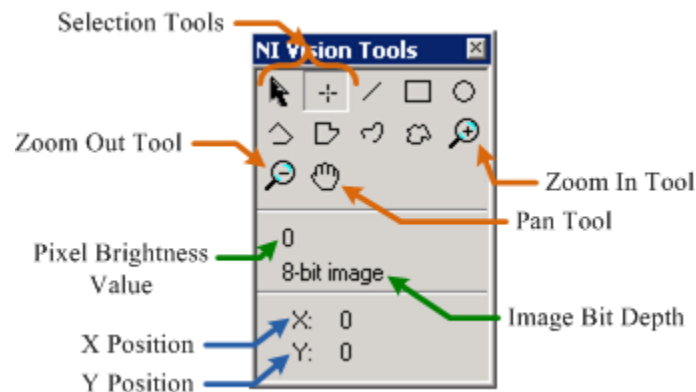 Selection Tools
NI Vision Tools
Zoom Out Tool
Zoom In Tool
Pan Tool
Pixel Brightness
Value
0
8-bit image
Image Bit Depth
X Position
X: 0
Y: 0
Y Position